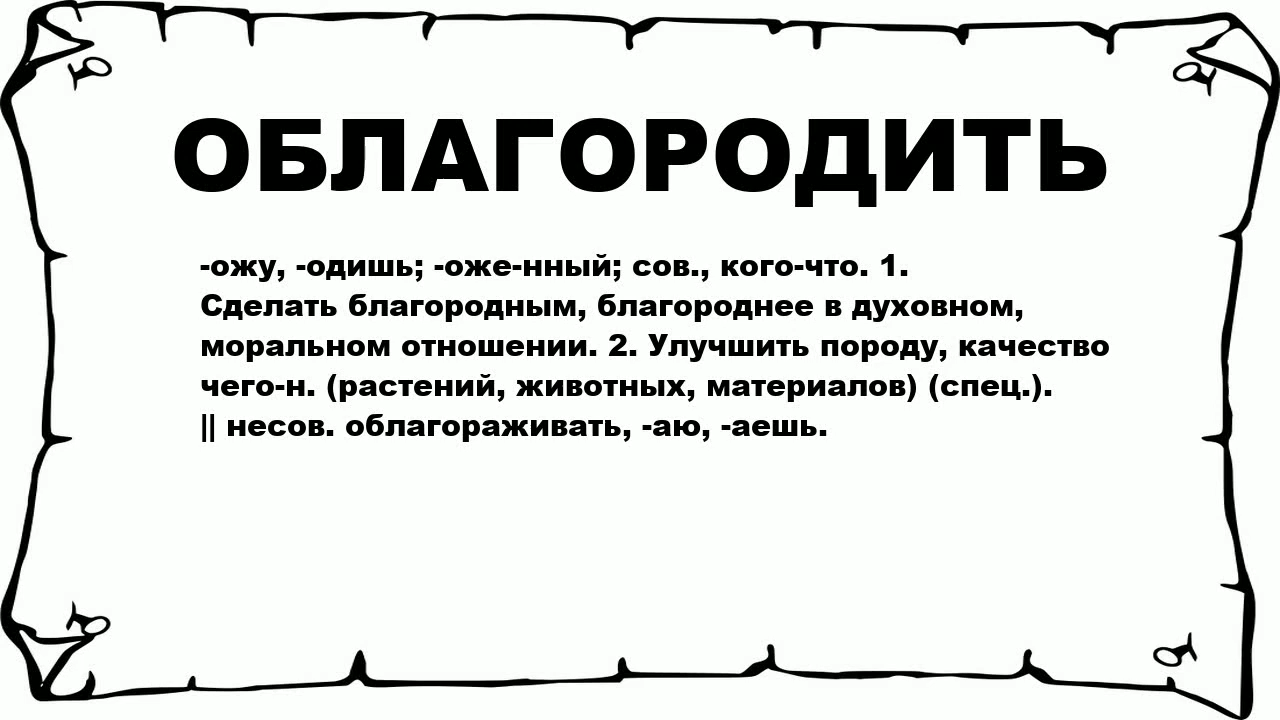 ОБЛАГОРОДИТЬ
-ожу, -одишь; -оже-нный; сов., кого-что. 1.
Сделать благородным, благороднее в духовном,
моральном отношении. 2. Улучшить породу, качество
чего-н. (растений, животных, материалов) (спец.).
|| несов. облагораживать, -аю, -аешь.